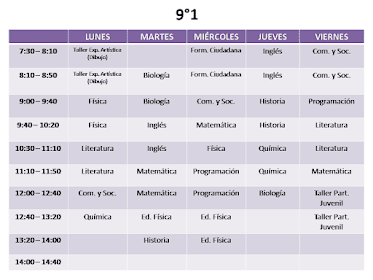 9°1
LUNES MARTES MIÉRCOLES JUEVES VIERNES
7:30 – 8:10 Taller Exp. Artística (Dibujo) Form. Ciudadana Inglés Com. y Soc.
8:10 – 8:50 Taller Exp. Artística (Dibujo) Biología Form. Ciudadana Inglés Com. y Soc.
9:00 – 9:40 Física Biología Com. y Soc. Historia Programación
9:40 – 10:20 Física Inglés Matemática Historia Literatura
10:30 – 11:10 Literatura Inglés Física Química Literatura
11:10 – 11:50 Literatura Matemática Programación Química Matemática
12:00 – 12:40 Com. y Soc. Matemática Programación Biología Taller Part. Juvenil
12:40 – 13:20 Química Ed. Física Ed. Física Taller Part. Juvenil
13:20 – 14:00 Historia Ed. Física
14:00 – 14:40